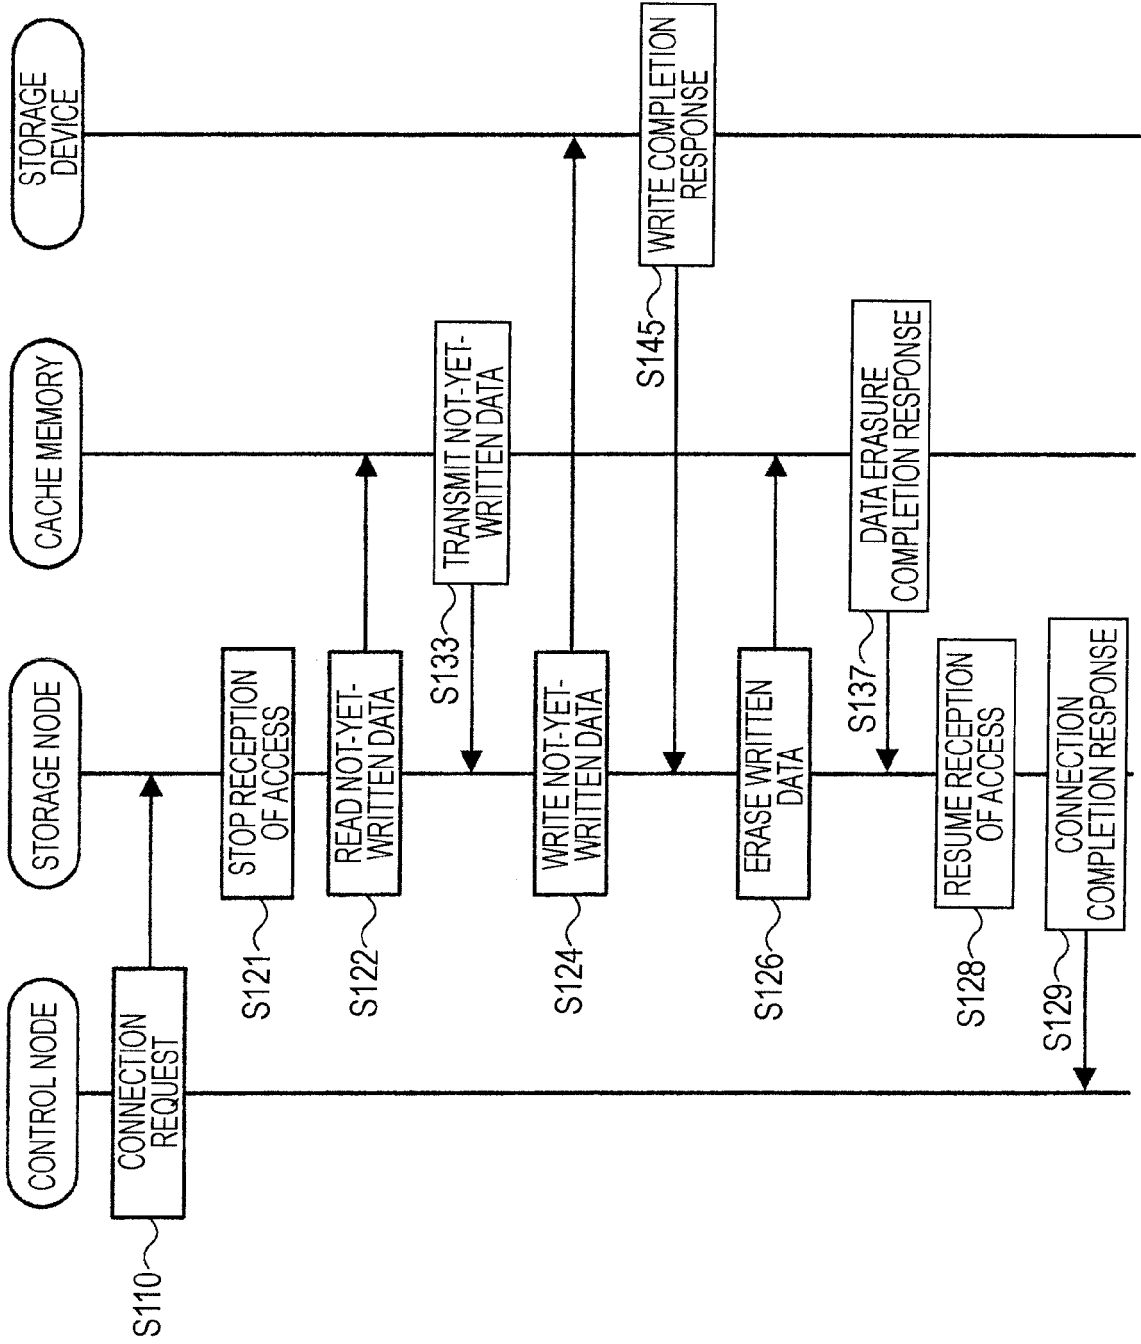 CONTROL NODE
STORAGE NODE
CACHE MEMORY
STORAGE
DEVICE
S110
CONNECTION
REQUEST
S121
STOP RECEPTION
OF ACCESS
S122
READ NOT-YET-
WRITTEN DATA
S133
TRANSMIT NOT-YET-
WRITTEN DATA
S124
WRITE NOT-YET-
WRITTEN DATA
S145
WRITE COMPLETION
RESPONSE
S126
ERASE WRITTEN
DATA
S137
DATA ERASURE
COMPLETION RESPONSE
S128
RESUME RECEPTION
OF ACCESS
S129
CONNECTION
COMPLETION RESPONSE